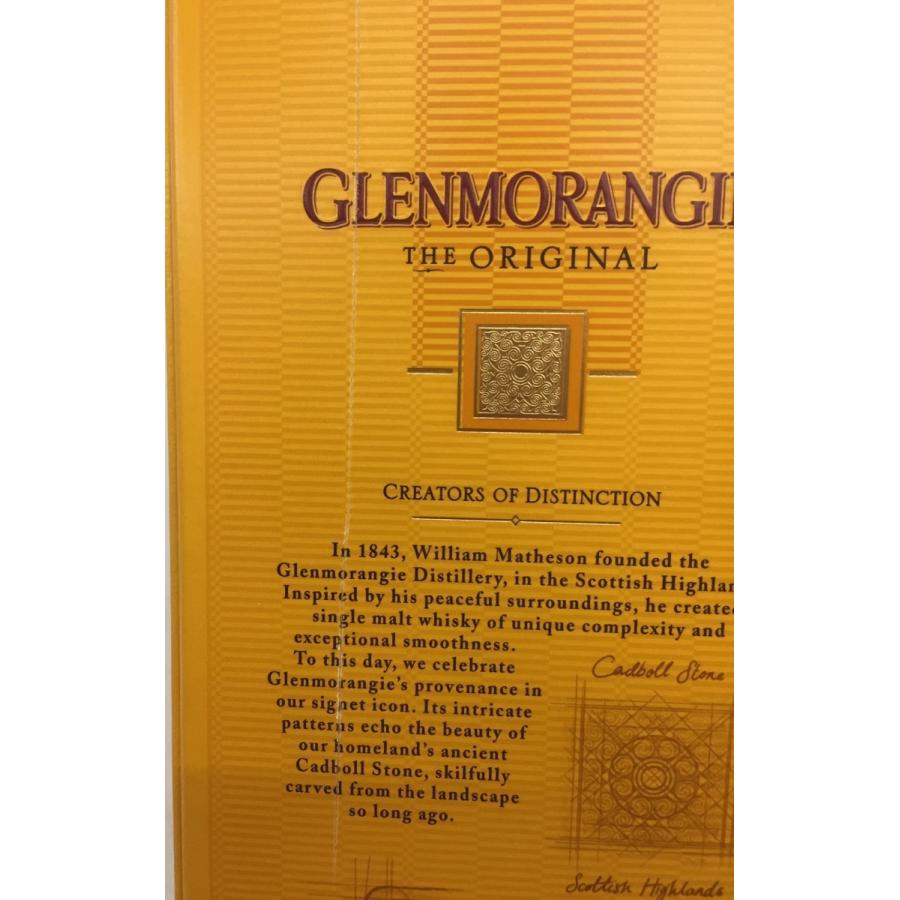 GLENMORANGI
THE ORIGINAL
CREATORS OF DISTINCTION
In 1843, William Matheson founded the
Glenmorangie Distillery, in the Scottish Highlan
Inspired by his peaceful surroundings, he create
single malt whisky of unique complexity and
exceptional smoothness.
To this day, we celebrate
Glenmorangie's provenance in
our signet icon. Its intricate
patterns echo the beauty of
our homeland's ancient
Cadboll Stone, skilfully
carved from the landscape
so long ago.
Cadboll Stone
Scottish Highlands